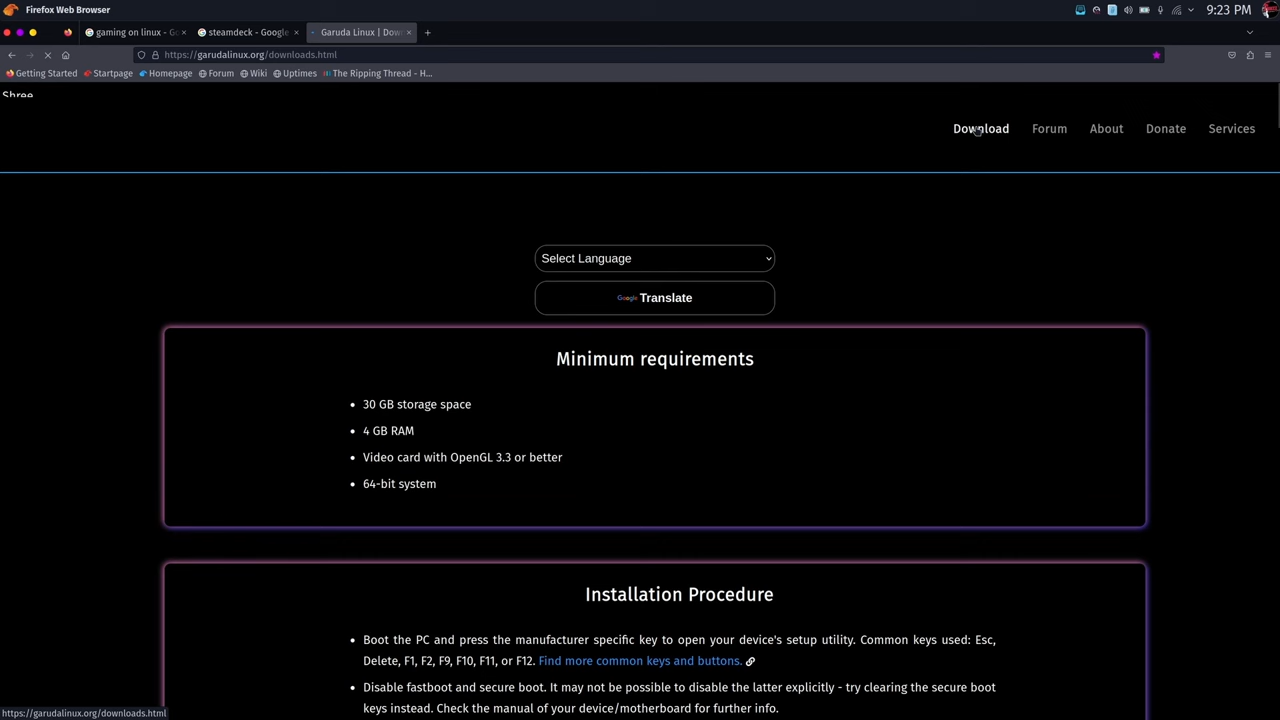 Firefox Web Browser
9:23 PM
gaming on linux - Go
steamdeck - Google
Garuda Linux | Down
https://garudalinux.org/downloads.html
Getting Started
Startpage
Homepage
Forum
Wiki
Uptimes
The Ripping Thread - H...
Shree
Download
Forum
About
Donate
Services
Select Language
Google Translate
Minimum requirements
• 30 GB storage space
• 4 GB RAM
• Video card with OpenGL 3.3 or better
• 64-bit system
Installation Procedure
• Boot the PC and press the manufacturer specific key to open your device's setup utility. Common keys used: Esc,
Delete, F1, F2, F9, F10, F11, or F12. Find more common keys and buttons.
• Disable fastboot and secure boot. It may not be possible to disable the latter explicitly - try clearing the secure boot
keys instead. Check the manual of your device/motherboard for further info.
https://garudalinux.org/downloads.html